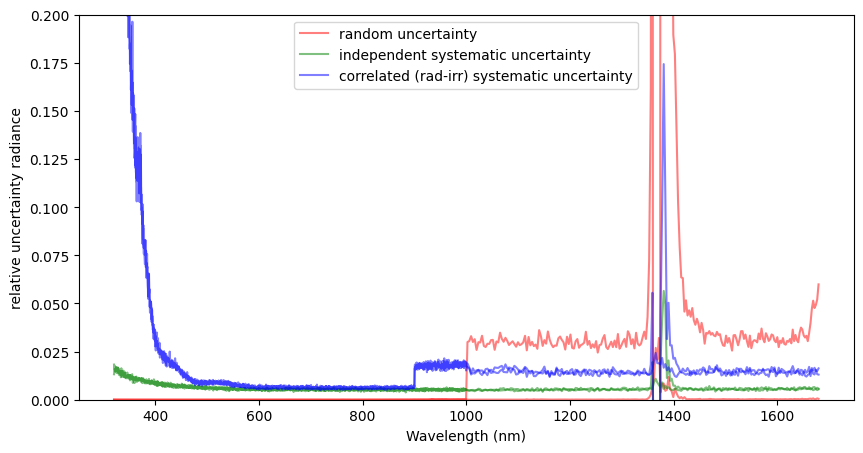 random uncertainty
independent systematic uncertainty
correlated (rad-irr) systematic uncertainty
relative uncertainty radiance
0.200
0.175
0.150
0.125
0.100
0.075
0.050
0.025
0.000
400 600 800 1000 1200 1400 1600
Wavelength (nm)